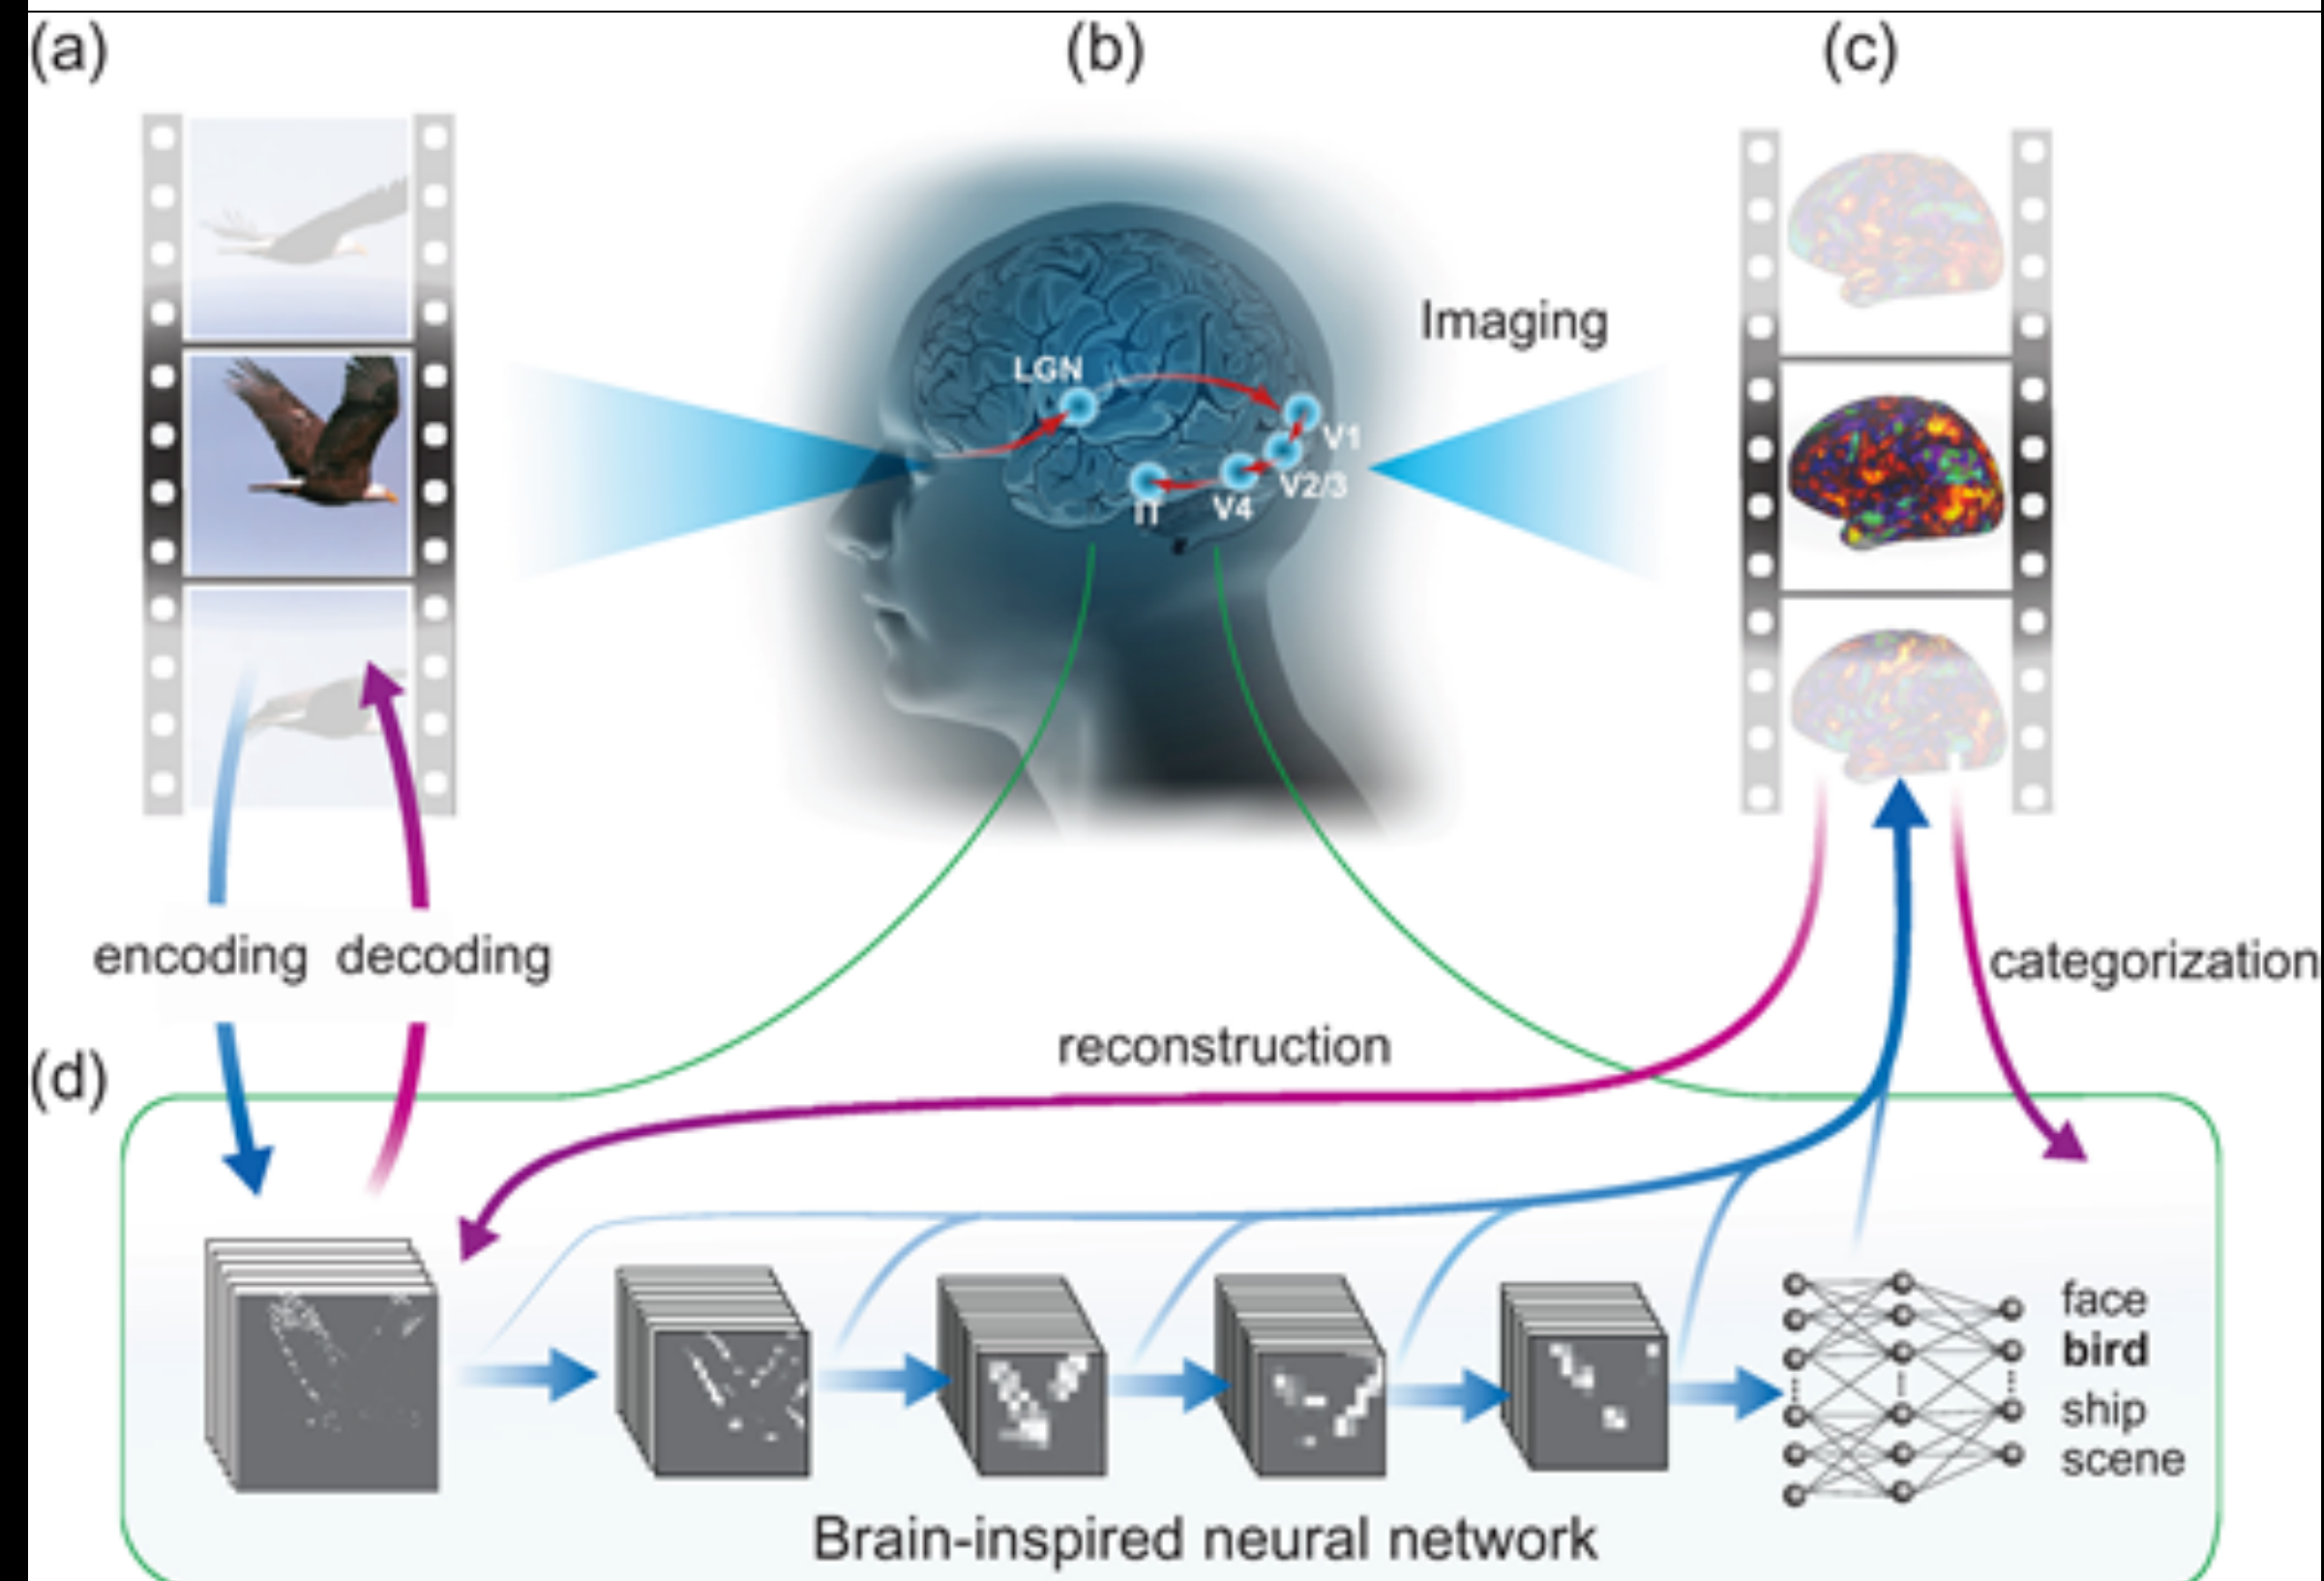 (a)
(b)
(c)
Imaging
LGN
V1
V2/3
V4
IT
encoding decoding
categorization
reconstruction
(d)
face
bird
ship
scene
Brain-inspired neural network